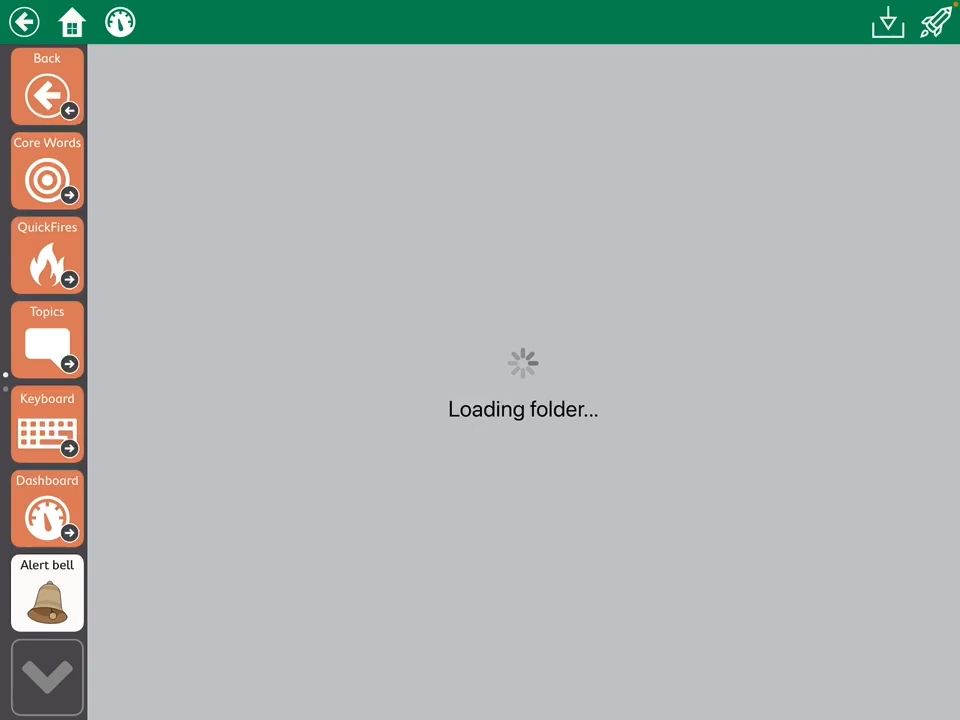 Back
Core Words
QuickFires
Topics
Keyboard
Dashboard
Alert bell
Loading folder...